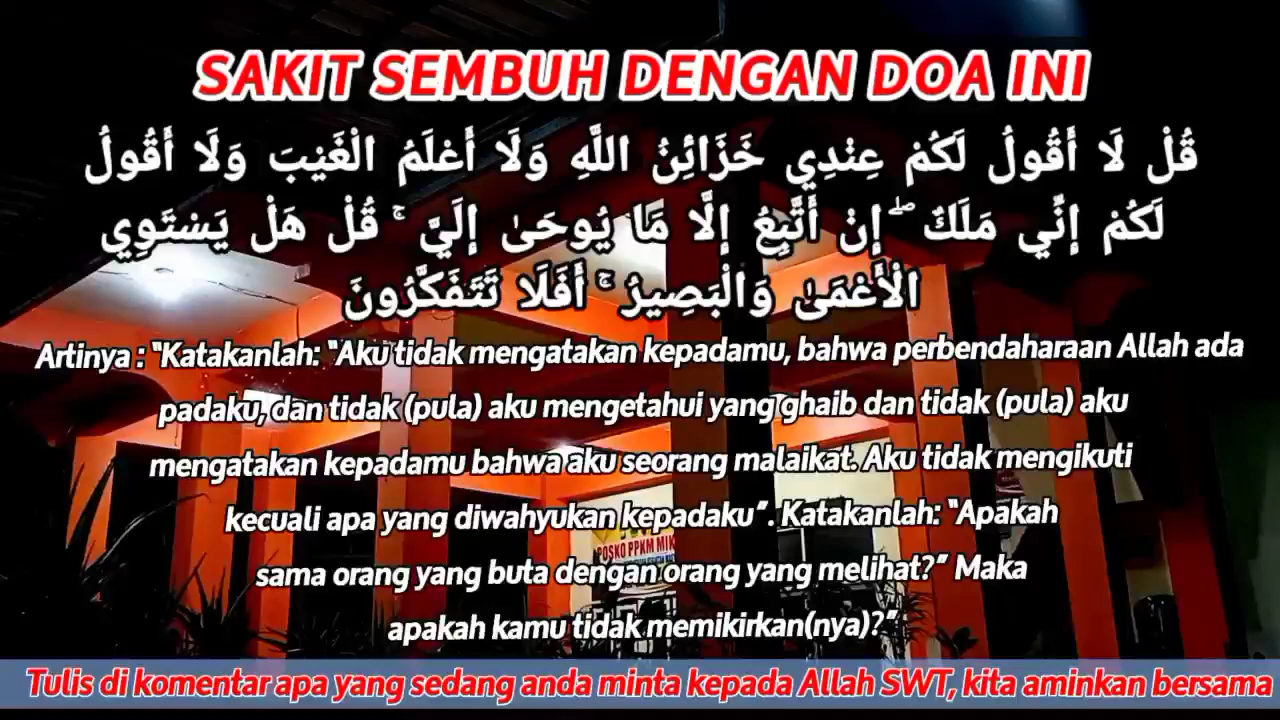 SAKIT SEMBUH DENGAN DOA INI
قُلْ لَا أَقُولُ لَكُمْ عِنْدِي خَزَائِنُ اللَّهِ وَلَا أَعْلَمُ الْغَيْبَ وَلَا أَقُولُ
لَكُمْ إِنِّي مَلَكٌ ۖ إِنْ أَتَّبِعُ إِلَّا مَا يُوحَىٰ إِلَيَّ ۚ قُلْ هَلْ يَسْتَوِي
الْأَعْمَىٰ وَالْبَصِيرُ ۚ أَفَلَا تَتَفَكَّرُونَ
Artinya : "Katakanlah: "Aku tidak mengatakan kepadamu, bahwa perbendaharaan Allah ada
padaku, dan tidak (pula) aku mengetahui yang ghaib dan tidak (pula) aku
mengatakan kepadamu bahwa aku seorang malaikat. Aku tidak mengikuti
kecuali apa yang diwahyukan kepadaku". Katakanlah: "Apakah
POSKO PPKM MIK
sama orang yang buta dengan orang yang melihat?" Maka
apakah kamu tidak memikirkan(nya)?"
Tulis di komentar apa yang sedang anda minta kepada Allah SWT, kita aminkan bersama